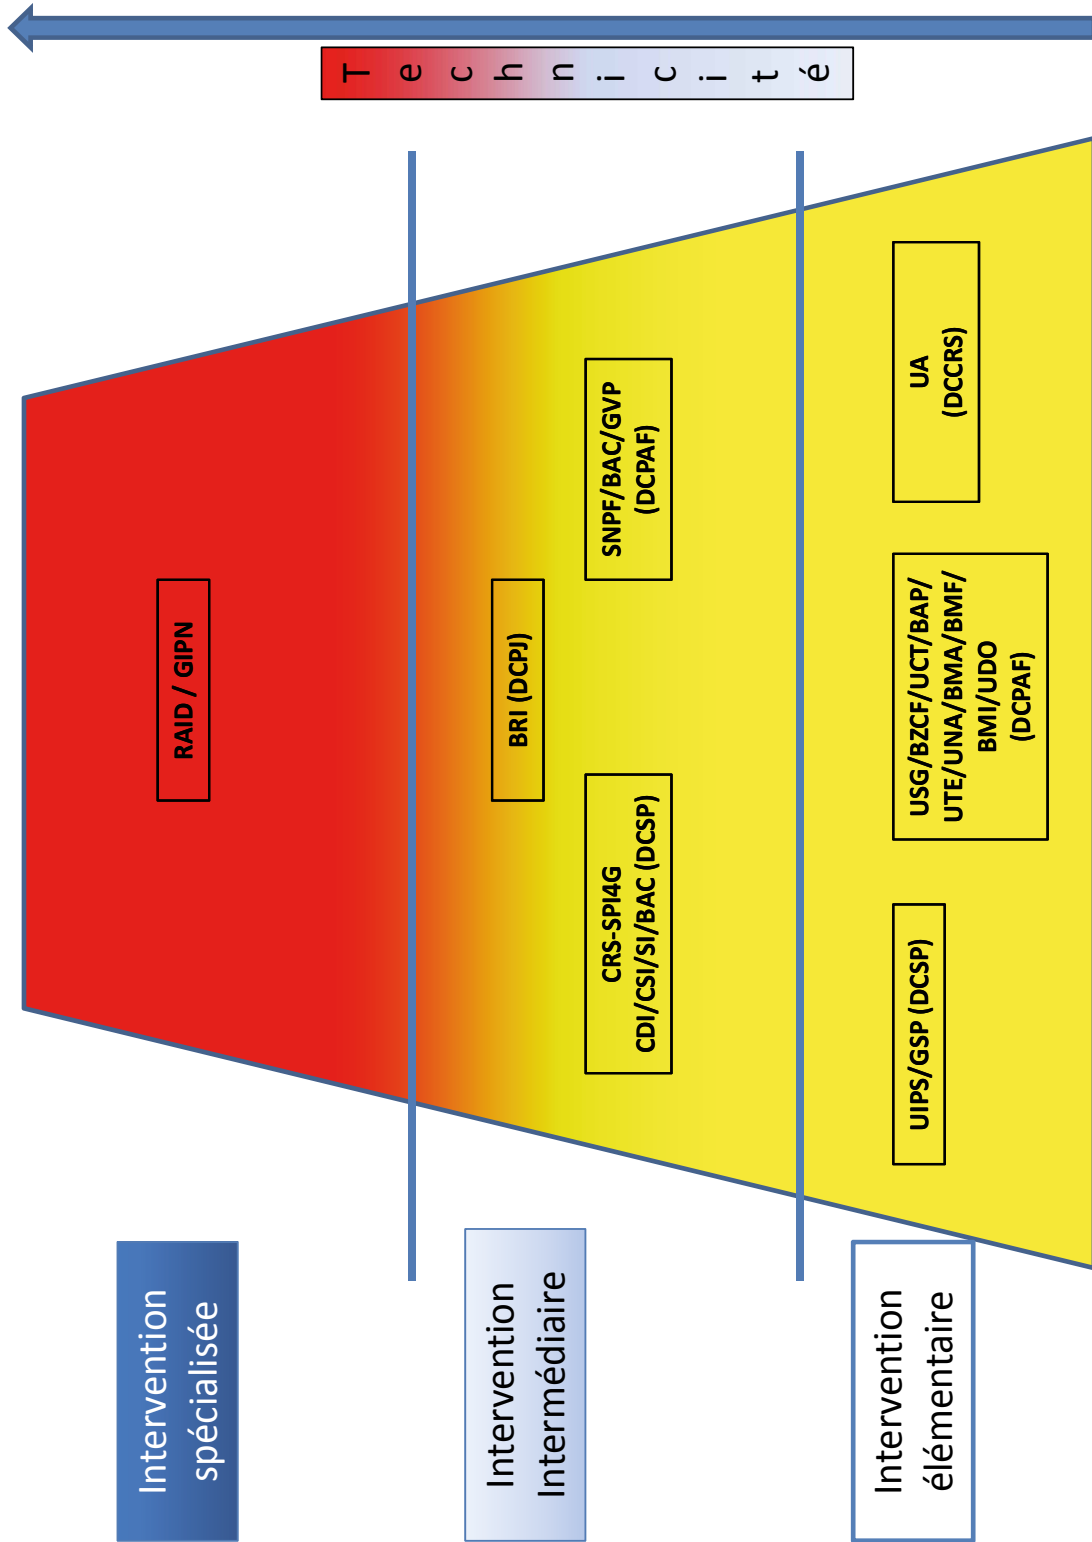 Intervention
spécialisée
RAID / GIPN
Intervention
Intermédiaire
BRI (DCPJ)
CRS-SPI4G
CDI/CSI/SI/BAC (DCSP)
SNPF/BAC/GVP
(DCPAF)
Intervention
élémentaire
UIPS/GSP (DCSP)
USG/BZCF/UCT/BAP/
UTE/UNA/BMA/BMF/
BMI/UDO
(DCPAF)
UA
(DCCRS)
Technicité